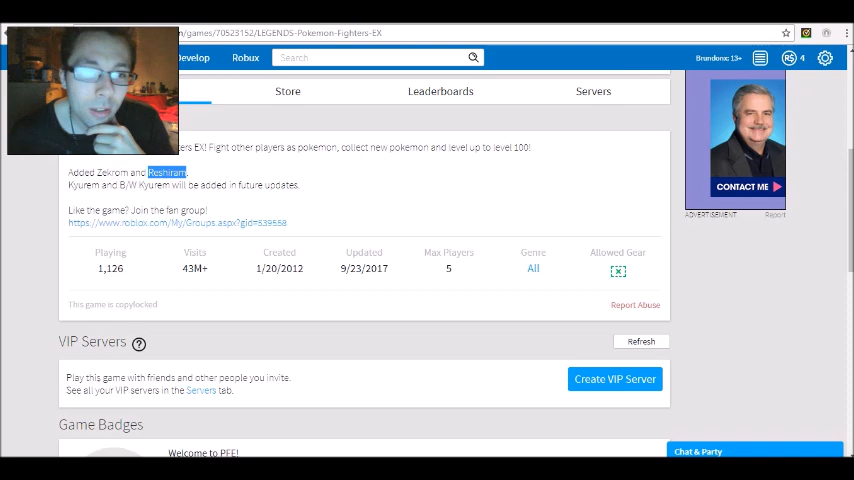 n/games/70523152/LEGENDS-Pokemon-Fighters-EX
Develop Robux Search Brundonx: 13+ R$ 4
Store Leaderboards Servers
ters EX! Fight other players as pokemon, collect new pokemon and level up to level 100!
Added Zekrom and Reshiram.
Kyurem and B/W Kyurem will be added in future updates.
Like the game? Join the fan group!
https://www.roblox.com/My/Groups.aspx?gid=539558
Playing Visits Created Updated Max Players Genre Allowed Gear
1,126 43M+ 1/20/2012 9/23/2017 5 All
This game is copylocked Report Abuse
CONTACT ME
ADVERTISEMENT Report
VIP Servers ? Refresh
Play this game with friends and other people you invite.
See all your VIP servers in the Servers tab.
Create VIP Server
Game Badges
Welcome to PFE!
Chat & Party